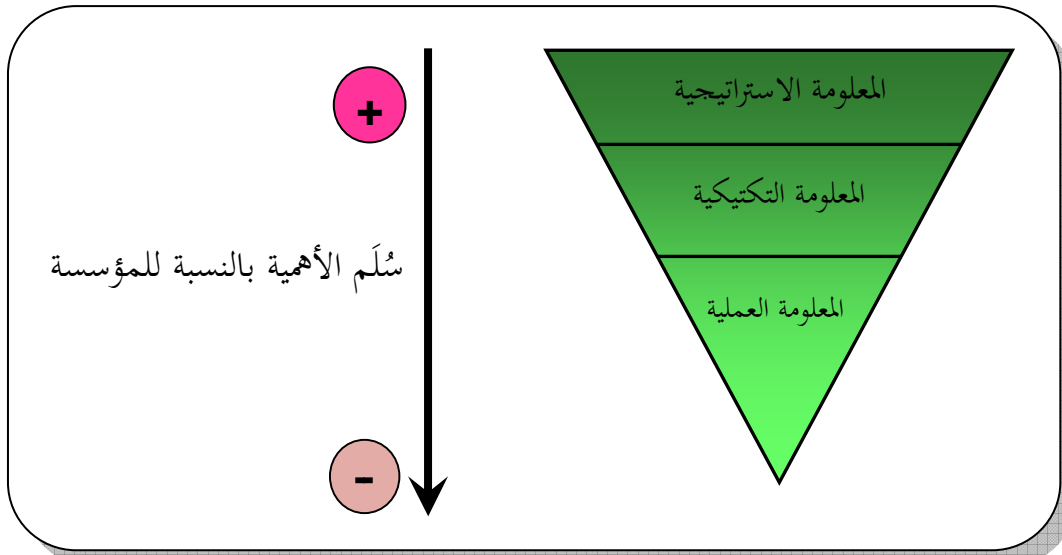 المعلومة الاستراتيجية
المعلومة التكتيكية
المعلومة العملية
+
سُلَم الأهمية بالنسبة للمؤسسة
-